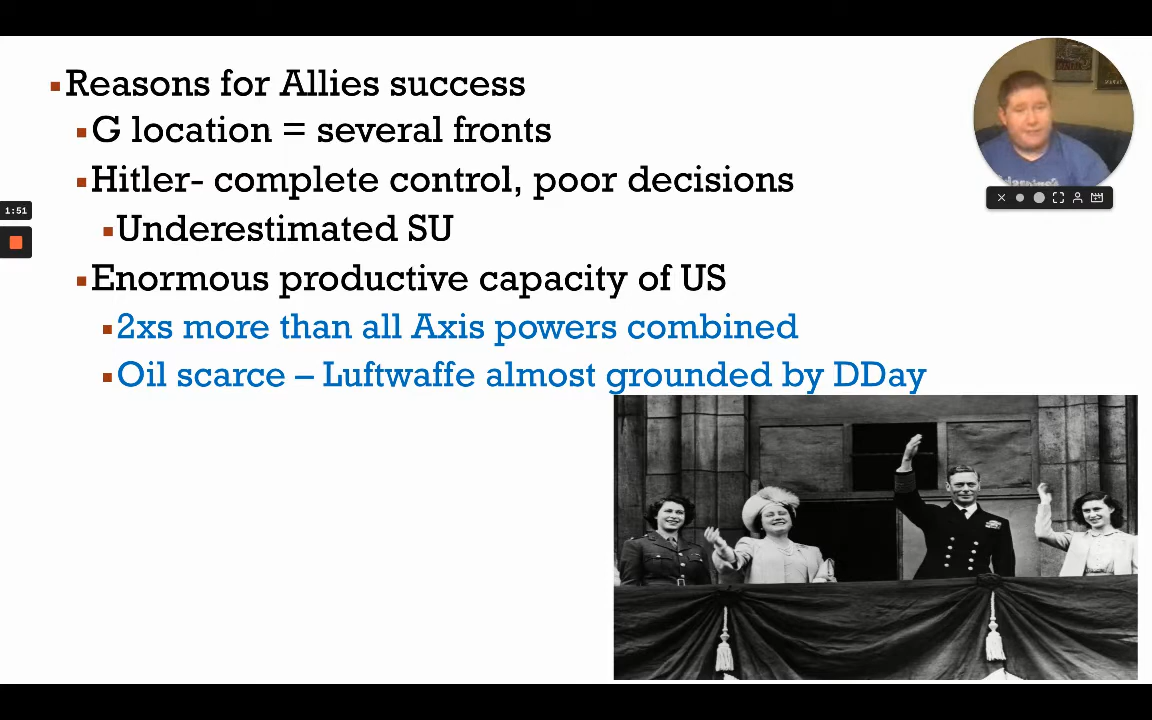 Reasons for Allies success
G location = several fronts
Hitler- complete control, poor decisions
Underestimated SU
Enormous productive capacity of US
2xs more than all Axis powers combined
Oil scarce – Luftwaffe almost grounded by DDay
1:51